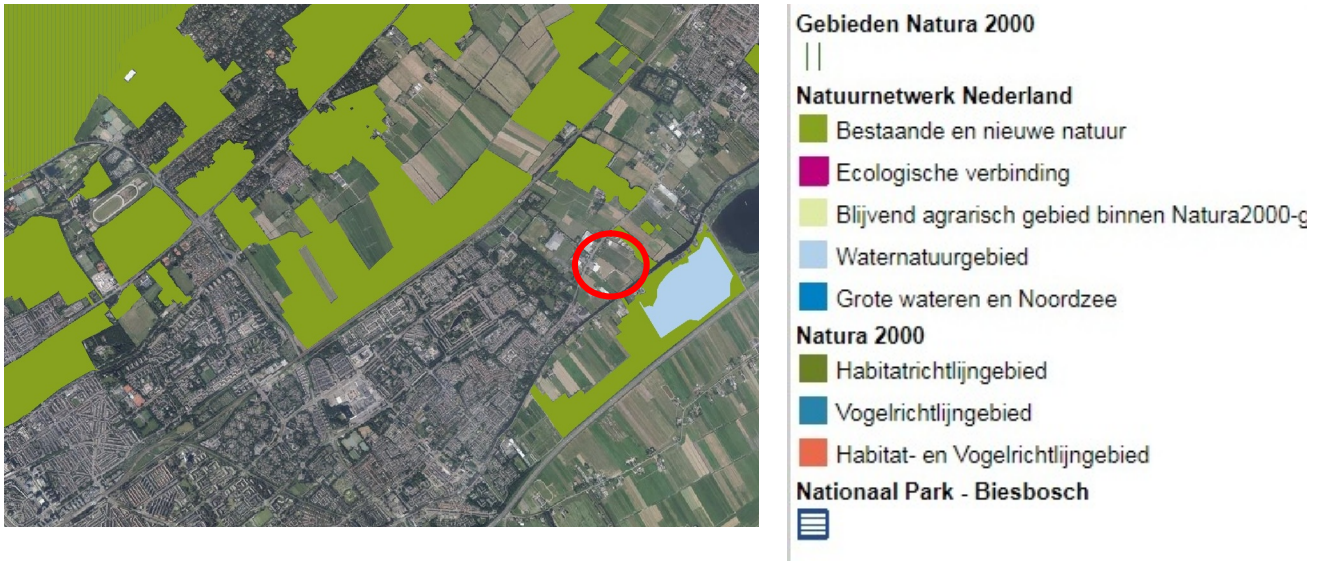 Gebieden Natura 2000
Natuurnetwerk Nederland
Bestaande en nieuwe natuur
Ecologische verbinding
Blijvend agrarisch gebied binnen Natura2000-g
Waternatuurgebied
Grote wateren en Noordzee
Natura 2000
Habitatrichtlijngebied
Vogelrichtlijngebied
Habitat- en Vogelrichtlijngebied
Nationaal Park - Biesbosch